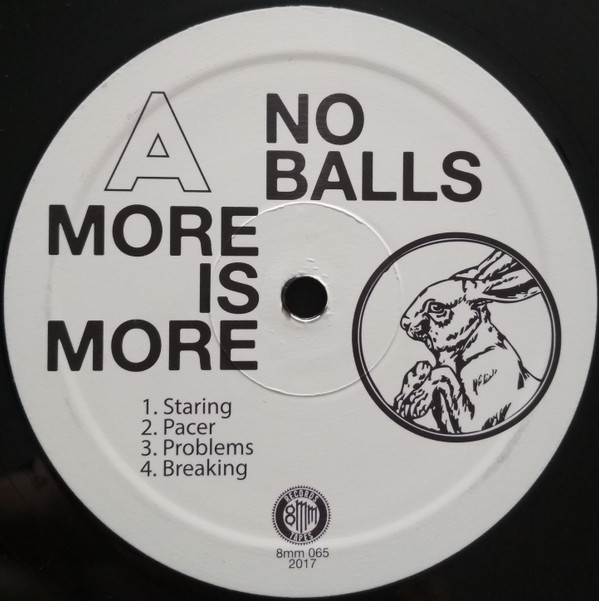 A
NO
BALLS
MORE
IS
MORE
1. Staring
2. Pacer
3. Problems
4. Breaking
RECORDS
8mm
TAPES
8mm 065
2017